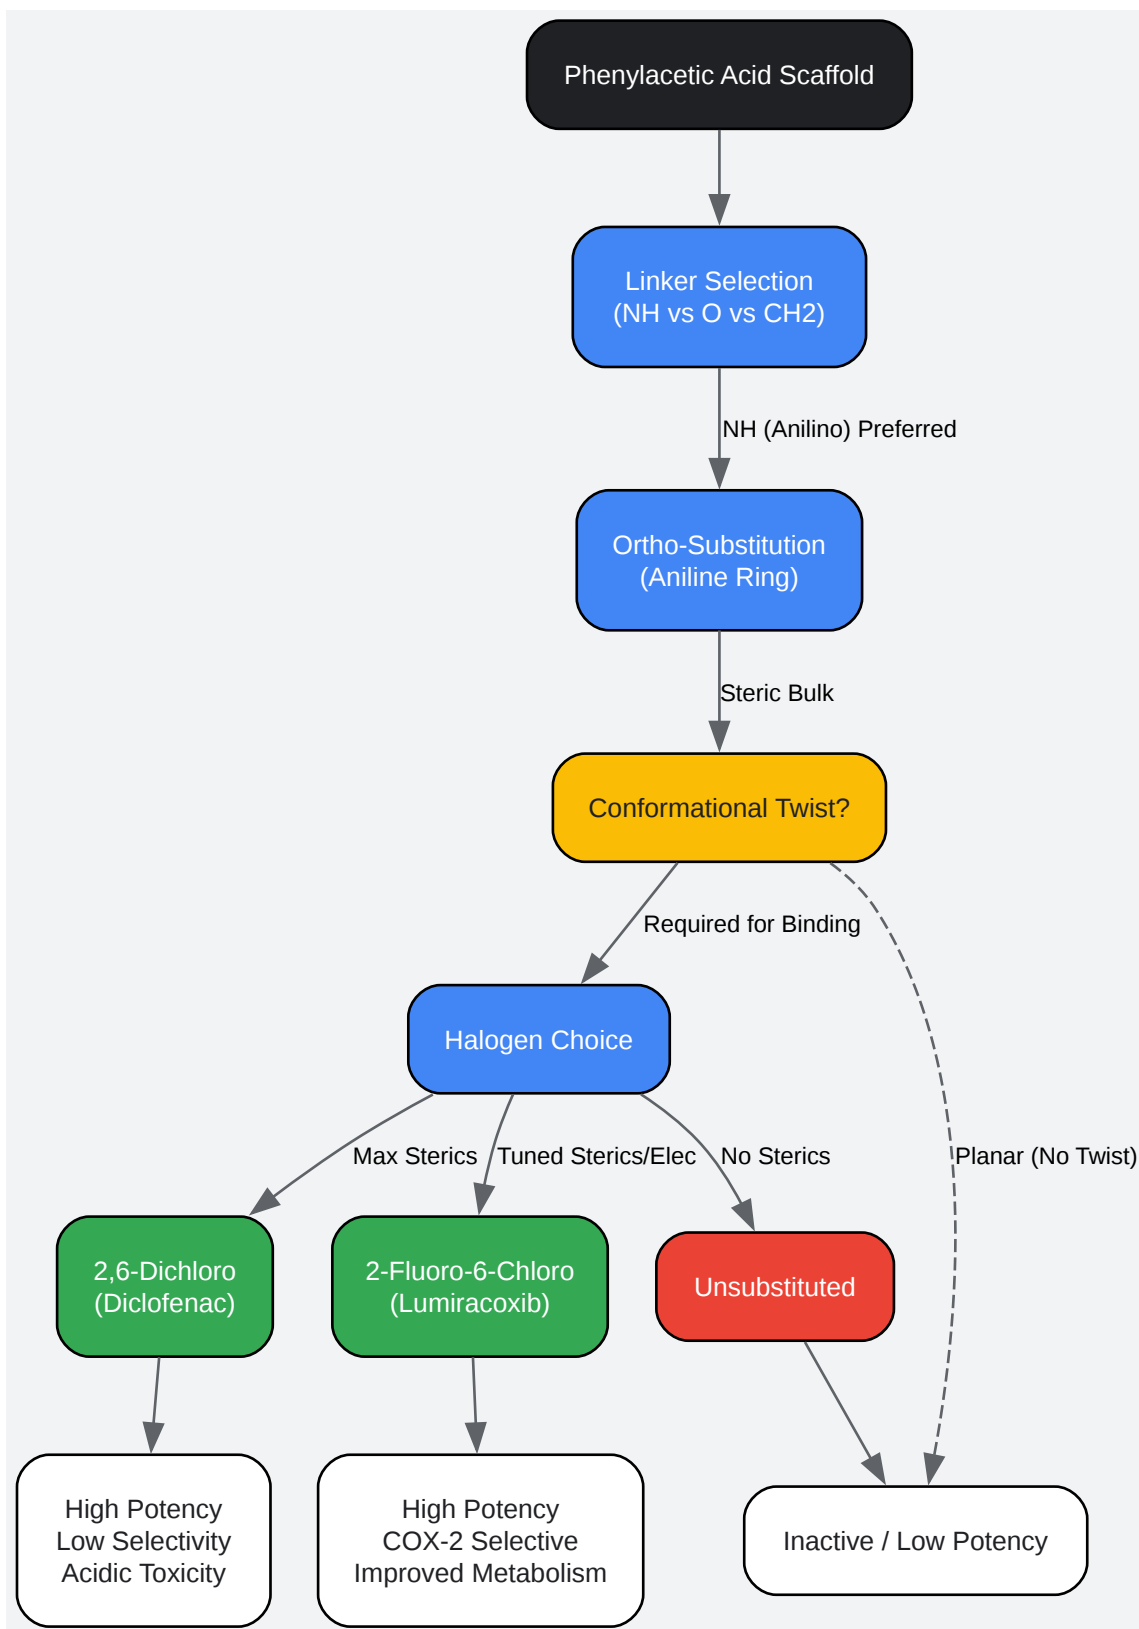 Phenylacetic Acid Scaffold
Linker Selection
(NH vs O vs CH2)
NH (Anilino) Preferred
Ortho-Substitution
(Aniline Ring)
Steric Bulk
Conformational Twist?
Required for Binding
Halogen Choice
Max Sterics
Tuned Sterics/Elec
No Sterics
Planar (No Twist)
2,6-Dichloro
(Diclofenac)
2-Fluoro-6-Chloro
(Lumiracoxib)
Unsubstituted
High Potency
Low Selectivity
Acidic Toxicity
High Potency
COX-2 Selective
Improved Metabolism
Inactive / Low Potency